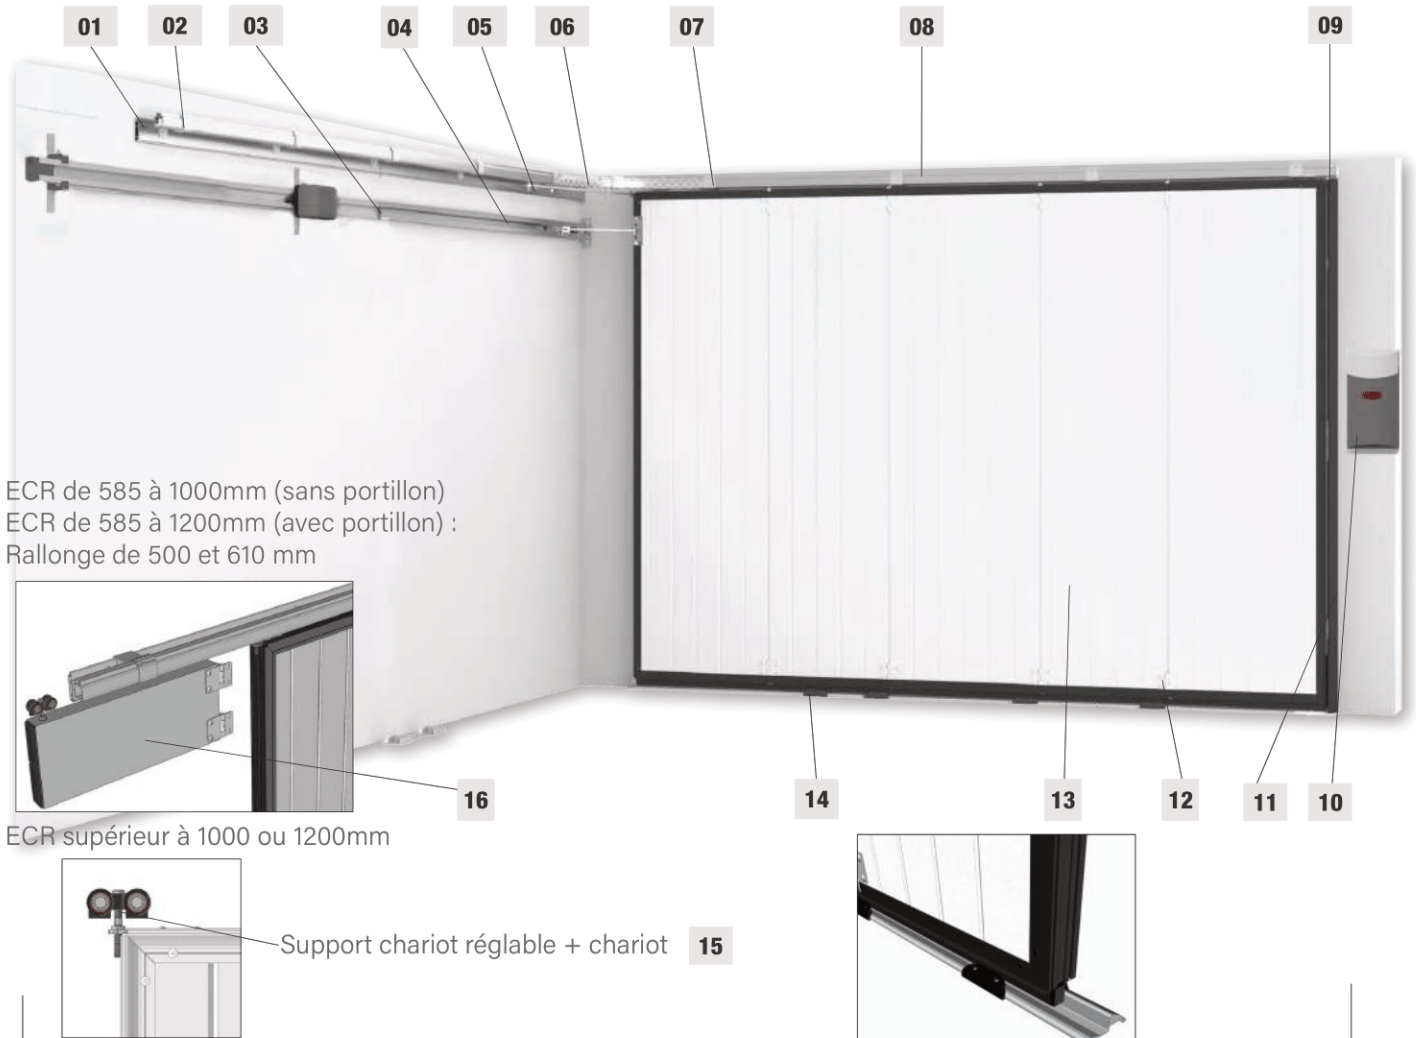 01 02 03 04 05 06 07 08 09
ECR de 585 à 1000mm (sans portillon)
ECR de 585 à 1200mm (avec portillon) :
Rallonge de 500 et 610 mm
16 14 13 12 11 10
ECR supérieur à 1000 ou 1200mm
Support chariot réglable + chariot 15